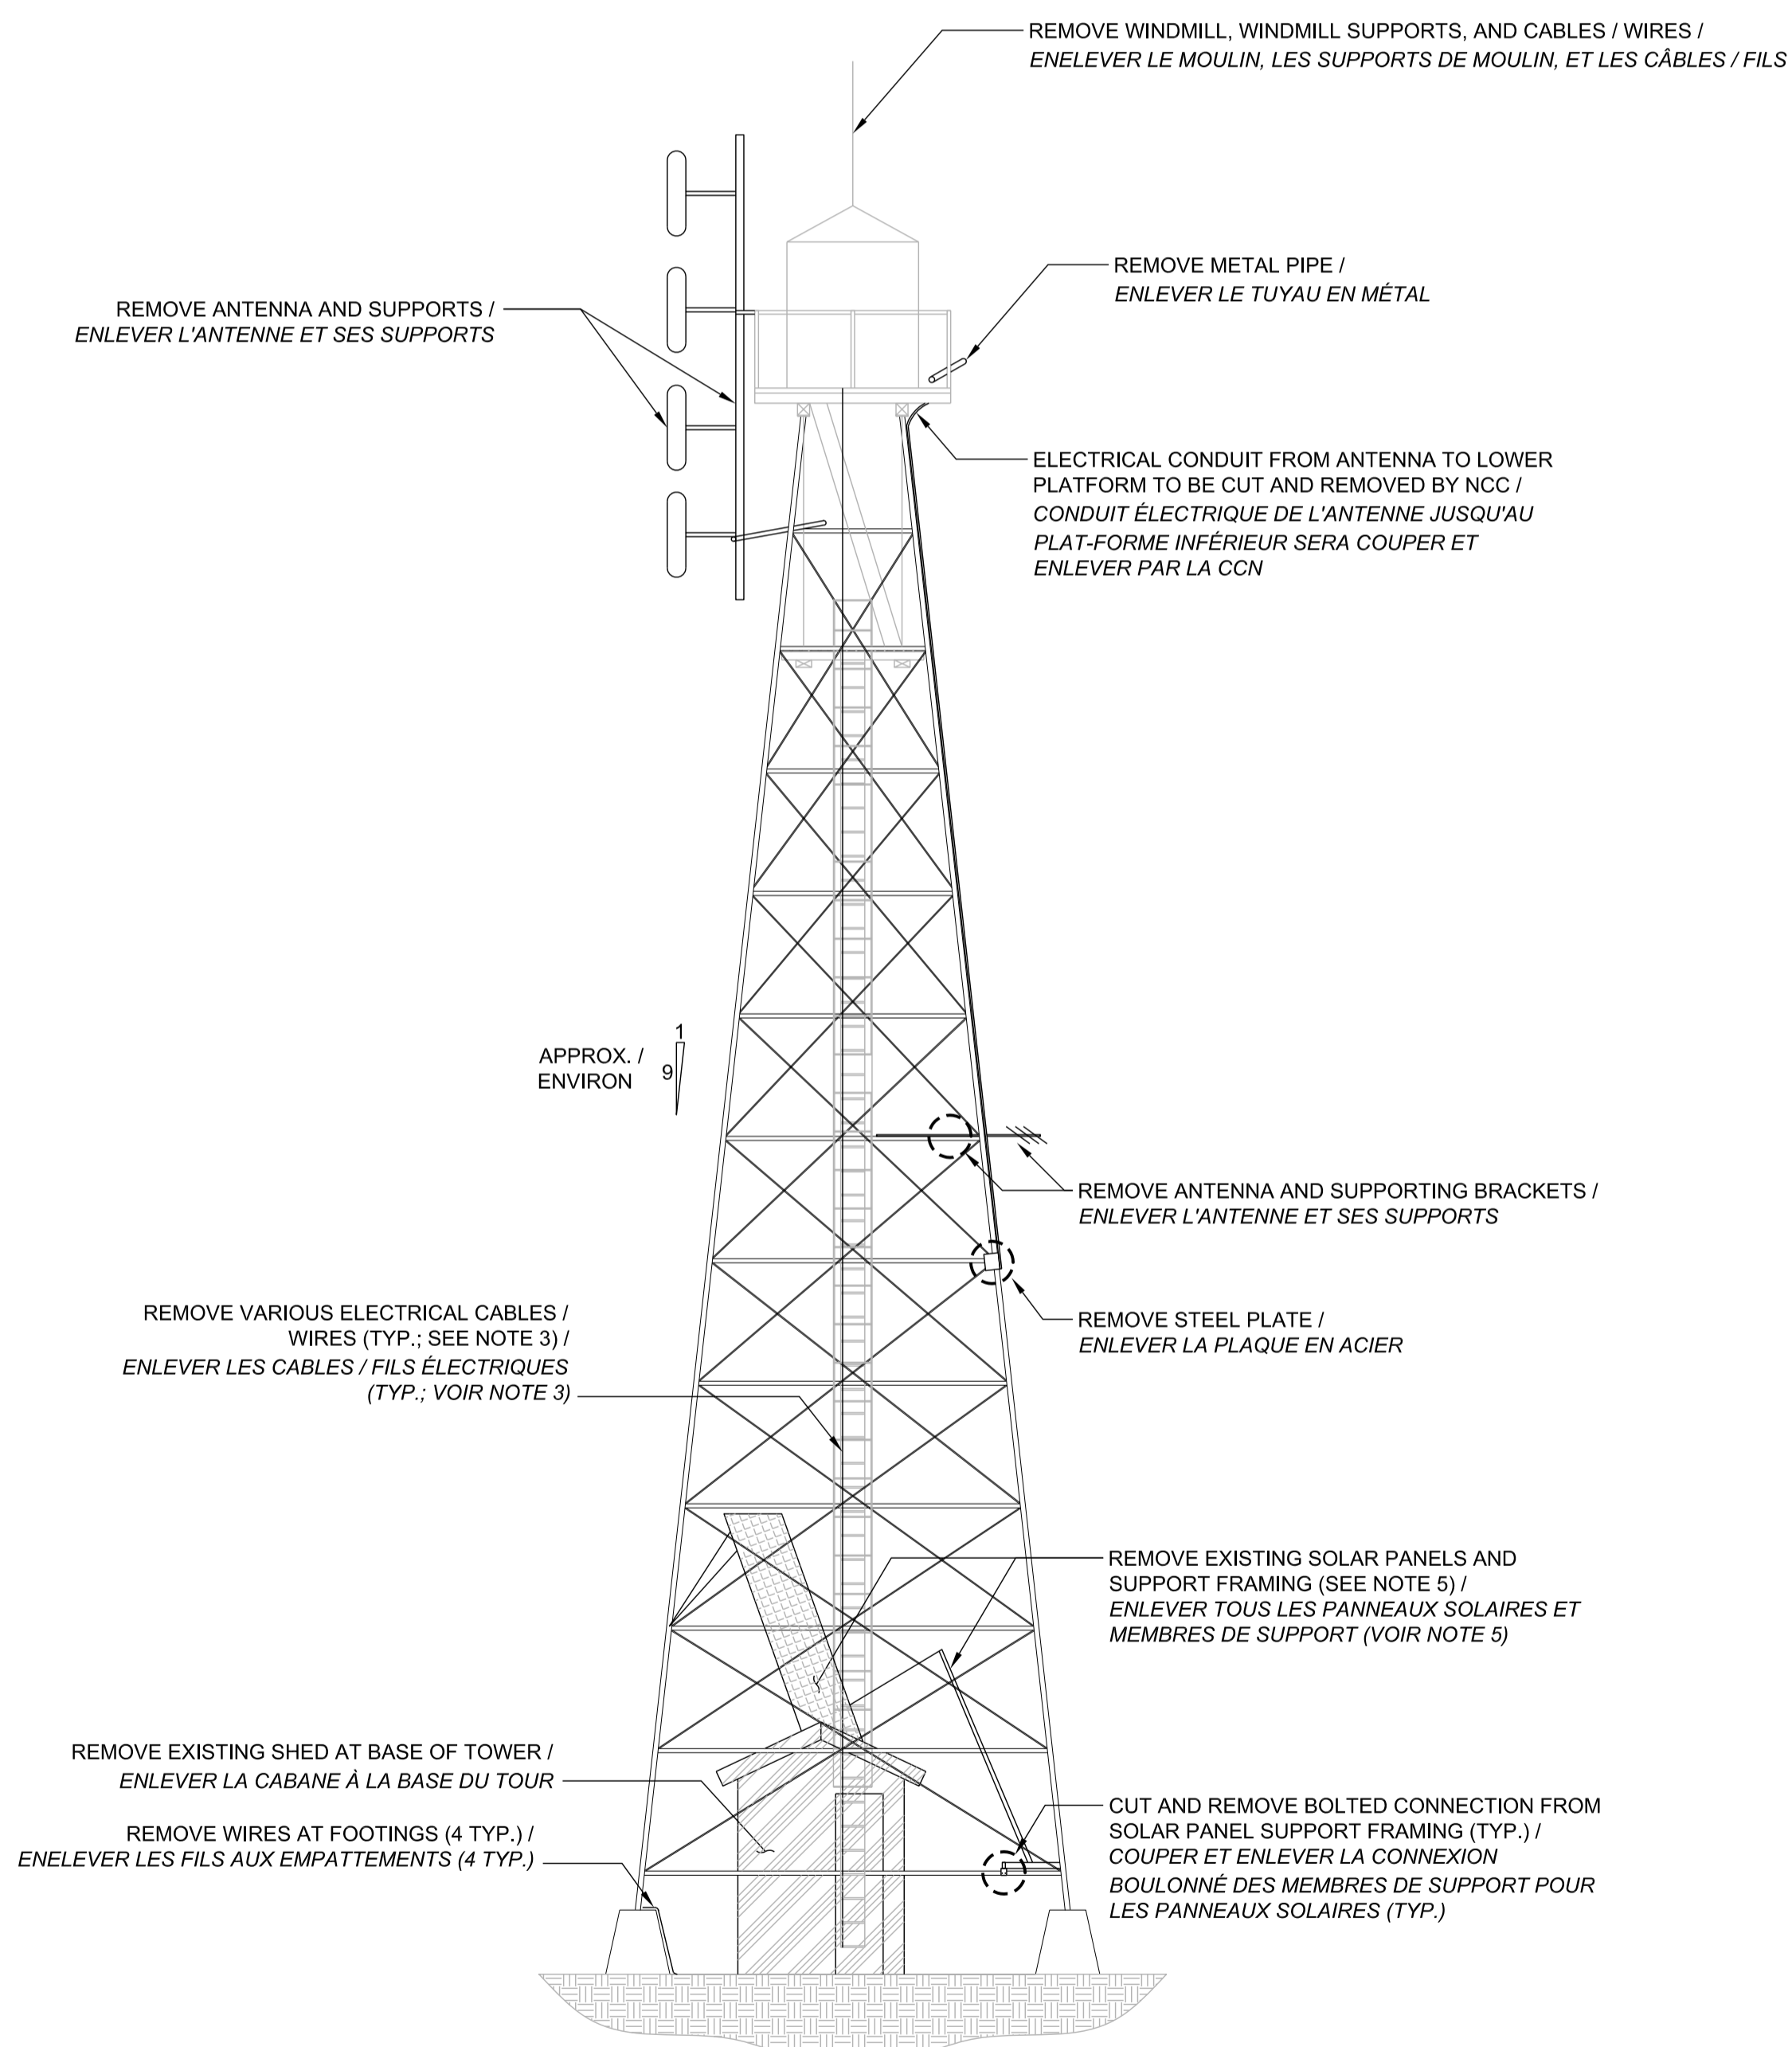 REMOVE WINDMILL, WINDMILL SUPPORTS, AND CABLES / WIRES /
ENELEVER LE MOULIN, LES SUPPORTS DE MOULIN, ET LES CÂBLES / FILS
REMOVE METAL PIPE /
ENLEVER LE TUYAU EN MÉTAL
REMOVE ANTENNA AND SUPPORTS /
ENLEVER L'ANTENNE ET SES SUPPORTS
ELECTRICAL CONDUIT FROM ANTENNA TO LOWER
PLATFORM TO BE CUT AND REMOVED BY NCC /
CONDUIT ÉLECTRIQUE DE L'ANTENNE JUSQU'AU
PLAT-FORME INFÉRIEUR SERA COUPER ET
ENLEVER PAR LA CCN
1
APPROX. /
ENVIRON
9
REMOVE ANTENNA AND SUPPORTING BRACKETS /
ENLEVER L'ANTENNE ET SES SUPPORTS
REMOVE VARIOUS ELECTRICAL CABLES /
WIRES (TYP.; SEE NOTE 3) /
ENLEVER LES CABLES / FILS ÉLECTRIQUES
(TYP.; VOIR NOTE 3)
REMOVE STEEL PLATE /
ENLEVER LA PLAQUE EN ACIER
REMOVE EXISTING SOLAR PANELS AND
SUPPORT FRAMING (SEE NOTE 5) /
ENLEVER TOUS LES PANNEAUX SOLAIRES ET
MEMBRES DE SUPPORT (VOIR NOTE 5)
REMOVE EXISTING SHED AT BASE OF TOWER /
ENLEVER LA CABANE À LA BASE DU TOUR
REMOVE WIRES AT FOOTINGS (4 TYP.) /
ENELEVER LES FILS AUX EMPATTEMENTS (4 TYP.)
CUT AND REMOVE BOLTED CONNECTION FROM
SOLAR PANEL SUPPORT FRAMING (TYP.) /
COUPER ET ENLEVER LA CONNEXION
BOULONNÉ DES MEMBRES DE SUPPORT POUR
LES PANNEAUX SOLAIRES (TYP.)